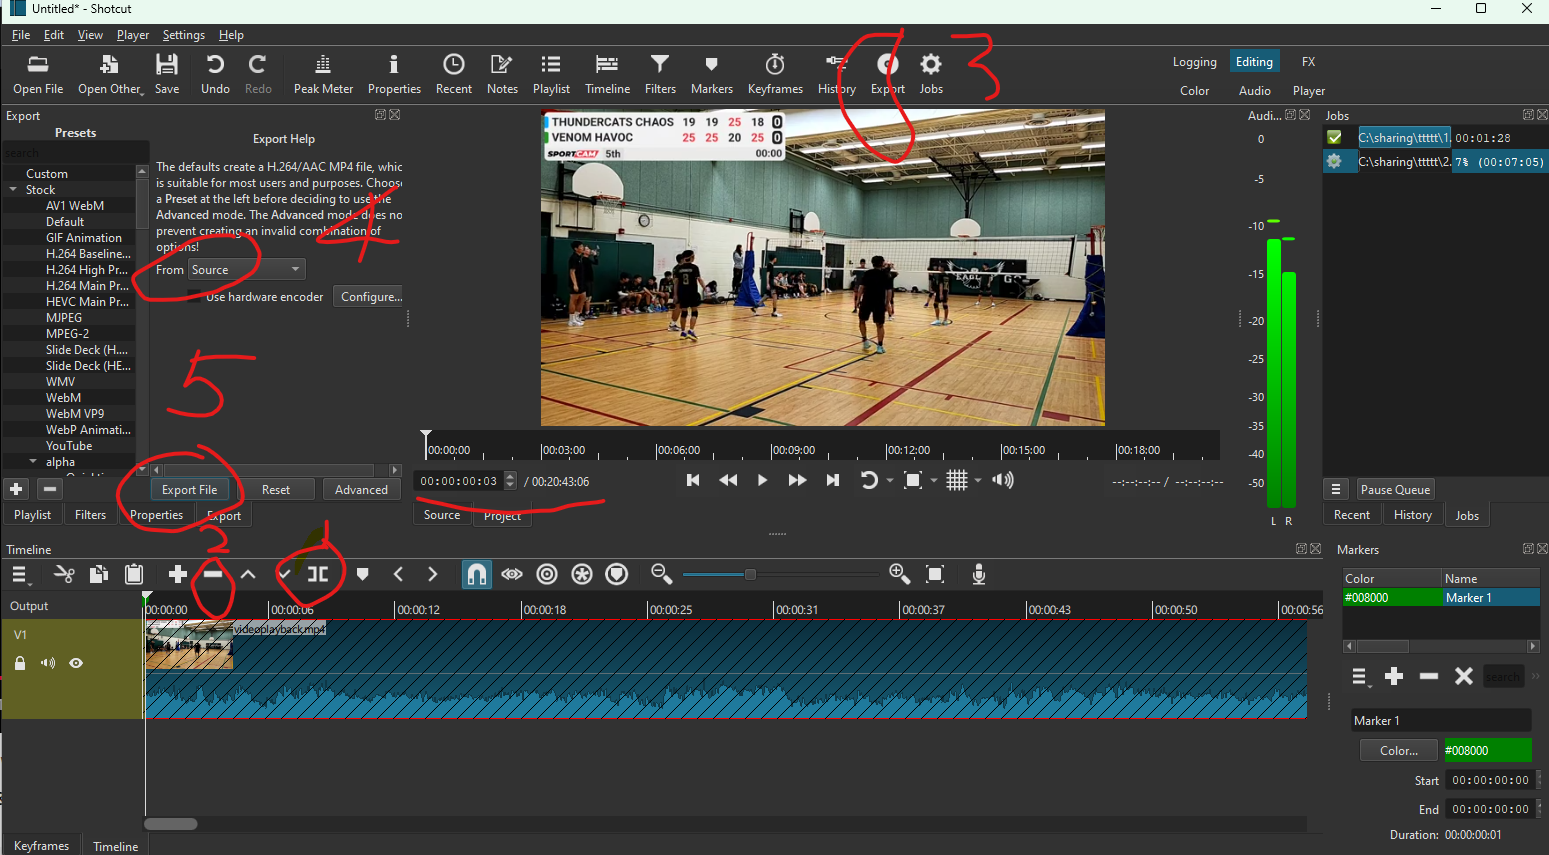 Untitled* - Shotcut
File Edit View Player Settings Help
Open File Open Other Save Undo Redo Peak Meter Properties Recent Notes Playlist Timeline Filters Markers Keyframes History Export Jobs
3
Logging Editing FX
Color Audio Player
Export
Presets
search
Custom
Stock
AV1 WebM
Default
GIF Animation
H.264 Baseline...
H.264 High Pr...
H.264 Main Pr...
HEVC Main Pr...
MJPEG
MPEG-2
Slide Deck (H....
Slide Deck (HE...
WMV
WebM
WebM VP9
WebP Animati...
YouTube
alpha
Export Help
The defaults create a H.264/AAC MP4 file, whic
is suitable for most users and purposes. Choos
a Preset at the left before deciding to use the
Advanced mode. The Advanced mode does no
prevent creating an invalid combination of
options!
4
From Source
Use hardware encoder Configure...
5
Export File Reset Advanced
Playlist Filters Properties Export
THUNDERCATS CHAOS 19 19 25 18 0
VENOM HAVOC 25 25 20 25 0
SPORTCAM 5th 00:00
EAGL
00:00:00 00:03:00 00:06:00 00:09:00 00:12:00 00:15:00 00:18:00
00:00:00:03 / 00:20:43:06
--:--:--:-- / --:--:--:--
Source Project
Audi...
0
-5
-10
-15
-20
-25
-30
-35
-40
-50
L R
Jobs
C:\sharing\ttttt\1. 00:01:28
C:\sharing\ttttt\2. 7% (00:07:05)
Pause Queue
Recent History Jobs
2
1
Timeline
Output
00:00:00 00:00:06 00:00:12 00:00:18 00:00:25 00:00:31 00:00:37 00:00:43 00:00:50 00:00:56
V1
videoplayback.mp4
Keyframes Timeline
Markers
Color Name
#008000 Marker 1
search
Marker 1
Color... #008000
Start 00:00:00:00
End 00:00:00:00
Duration: 00:00:00:01